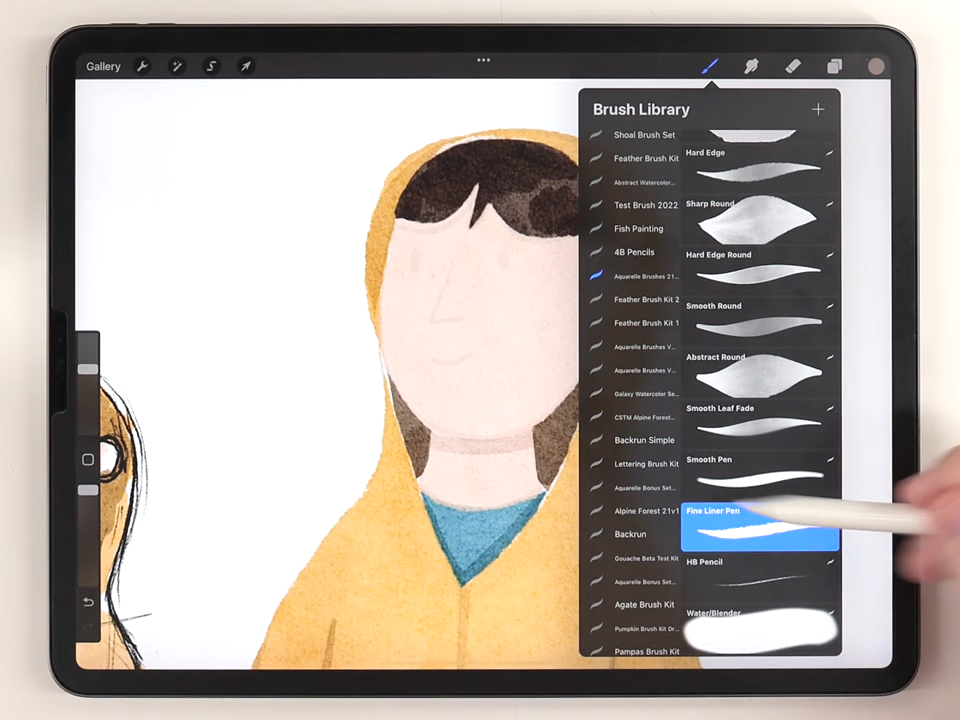 Gallery
Brush Library
Shoal Brush Set
Feather Brush Kit
Abstract Watercolor...
Test Brush 2022
Fish Painting
4B Pencils
Aquarelle Brushes 21...
Feather Brush Kit 2
Feather Brush Kit 1
Aquarelle Brushes V...
Aquarelle Brushes V...
Galaxy Watercolor Se...
CSTM Alpine Forest...
Backrun Simple
Lettering Brush Kit
Aquarelle Bonus Set...
Alpine Forest 21v1
Backrun
Gouache Beta Test Kit
Aquarelle Bonus Set...
Agate Brush Kit
Pumpkin Brush Kit Dr...
Pampas Brush Kit
Hard Edge
Sharp Round
Hard Edge Round
Smooth Round
Abstract Round
Smooth Leaf Fade
Smooth Pen
Fine Liner Pen
HB Pencil
Water/Blender